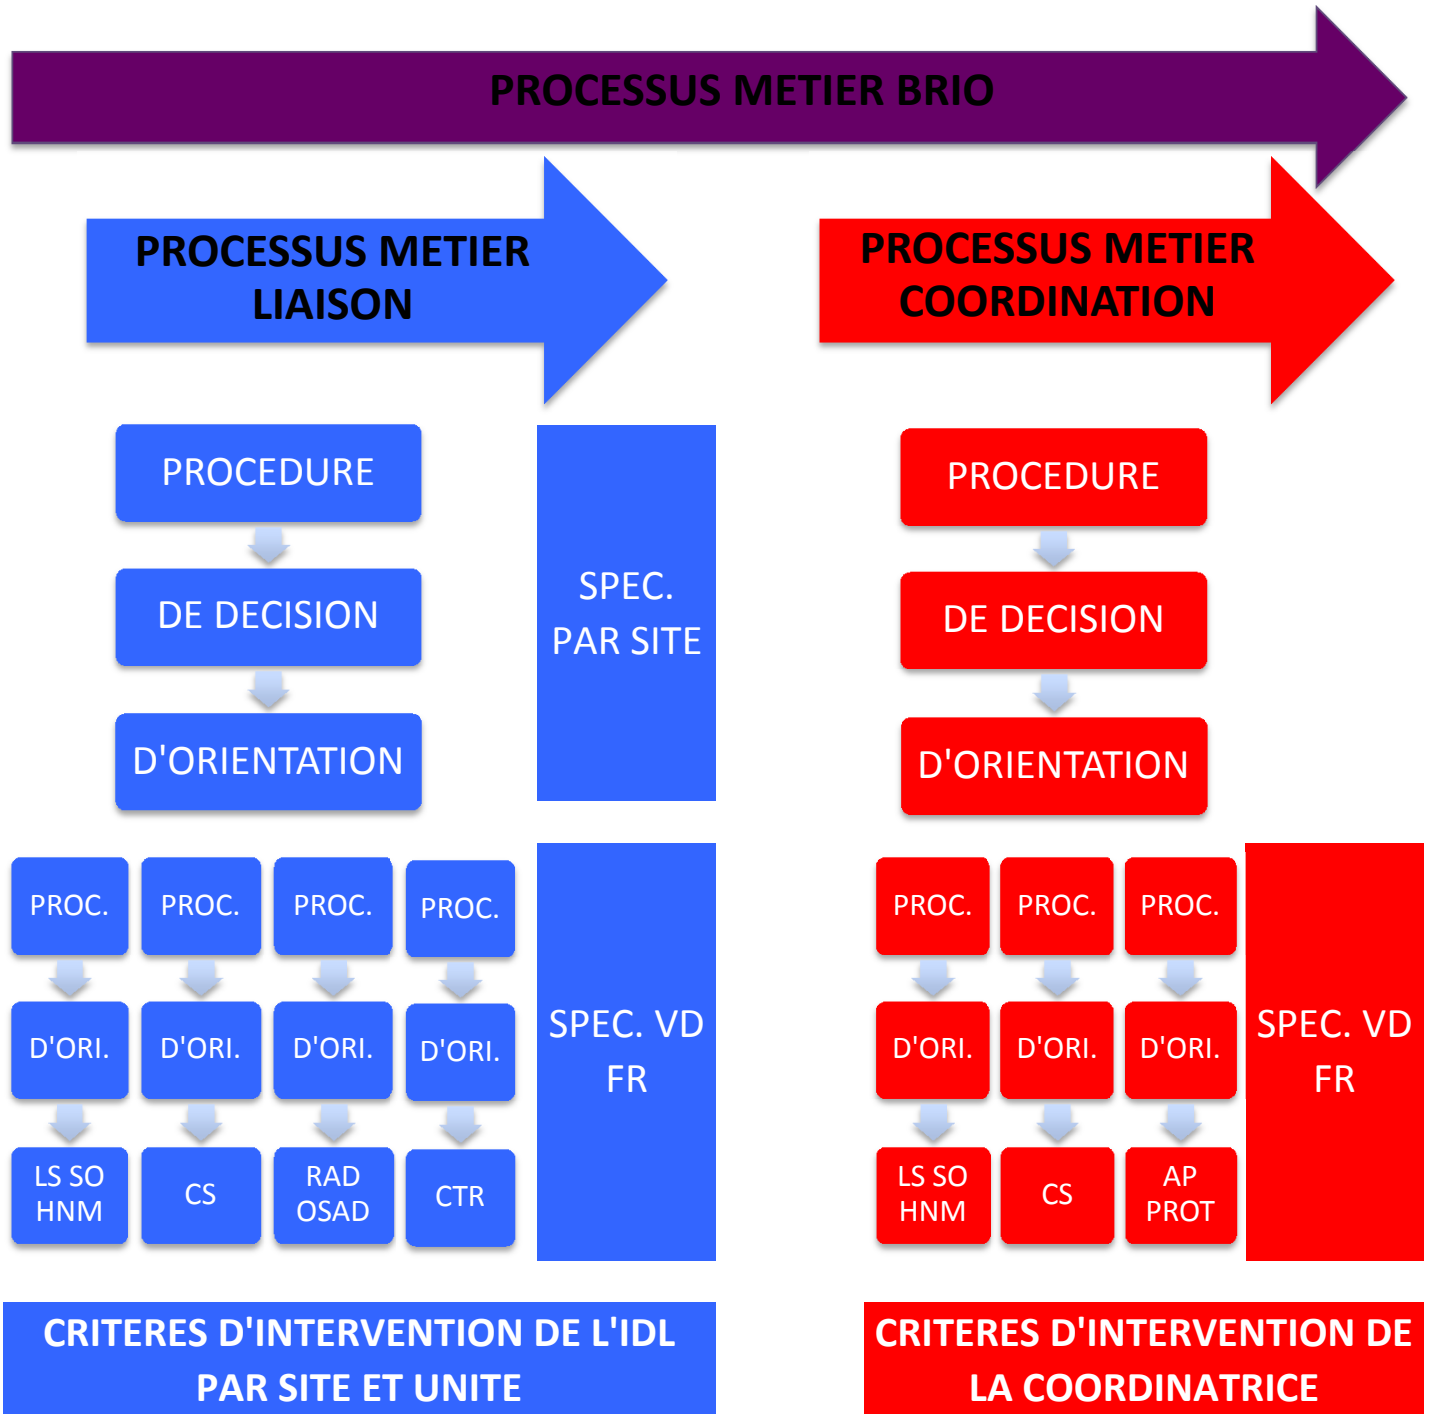 PROCESSUS METIER BRIO
PROCESSUS METIER
LIAISON
PROCESSUS METIER
COORDINATION
PROCEDURE
DE DECISION
D'ORIENTATION
SPEC.
PAR SITE
PROCEDURE
DE DECISION
D'ORIENTATION
PROC.
PROC.
PROC.
PROC.
D'ORI.
D'ORI.
D'ORI.
D'ORI.
LS SO
HNM
CS
RAD
OSAD
CTR
SPEC. VD
FR
PROC.
PROC.
PROC.
D'ORI.
D'ORI.
D'ORI.
LS SO
HNM
CS
AP
PROT
SPEC. VD
FR
CRITERES D'INTERVENTION DE L'IDL
PAR SITE ET UNITE
CRITERES D'INTERVENTION DE
LA COORDINATRICE